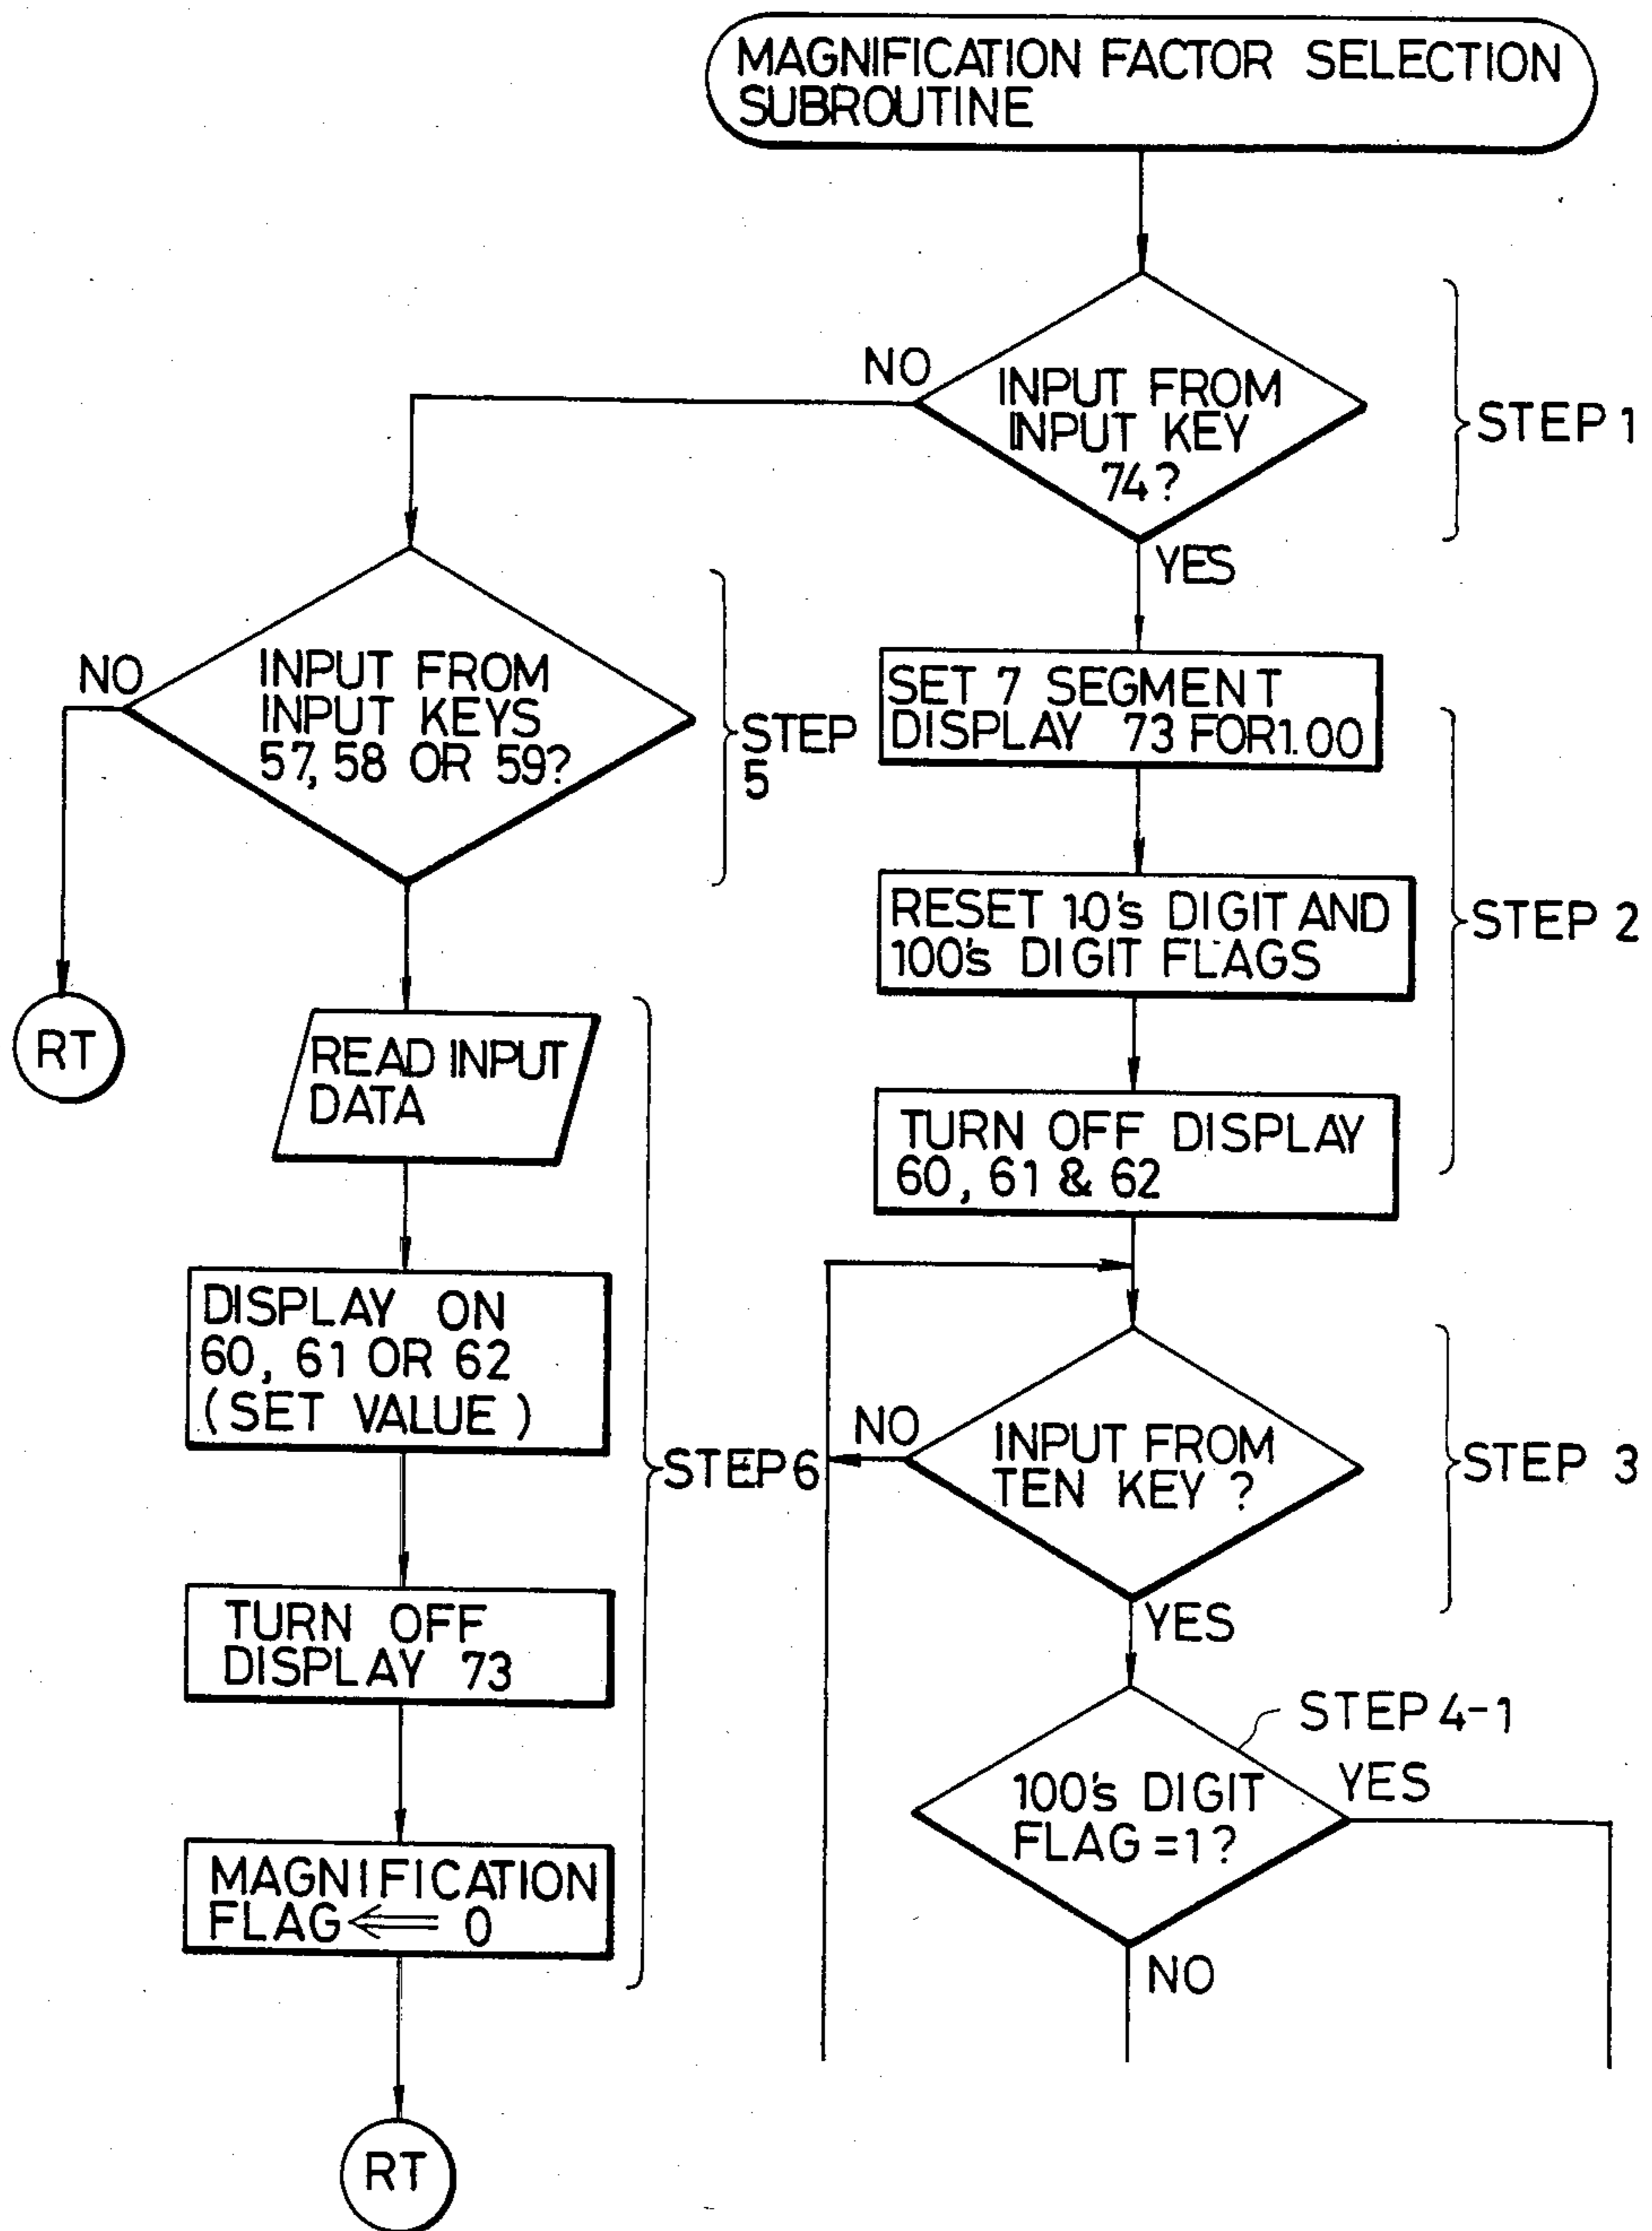 MAGNIFICATION FACTOR SELECTION
SUBROUTINE
NO
INPUT FROM
INPUT KEY
74?
STEP 1
YES
NO
INPUT FROM
INPUT KEYS
57, 58 OR 59?
STEP
5
SET 7 SEGMENT
DISPLAY 73 FOR 1.00
RESET 10's DIGIT AND
100's DIGIT FLAGS
STEP 2
RT
READ INPUT
DATA
TURN OFF DISPLAY
60, 61 & 62
DISPLAY ON
60, 61 OR 62
(SET VALUE)
STEP 6
NO
INPUT FROM
TEN KEY ?
STEP 3
YES
TURN OFF
DISPLAY 73
STEP 4-1
100's DIGIT
FLAG = 1?
YES
NO
MAGNIFICATION
FLAG ⇐ 0
RT